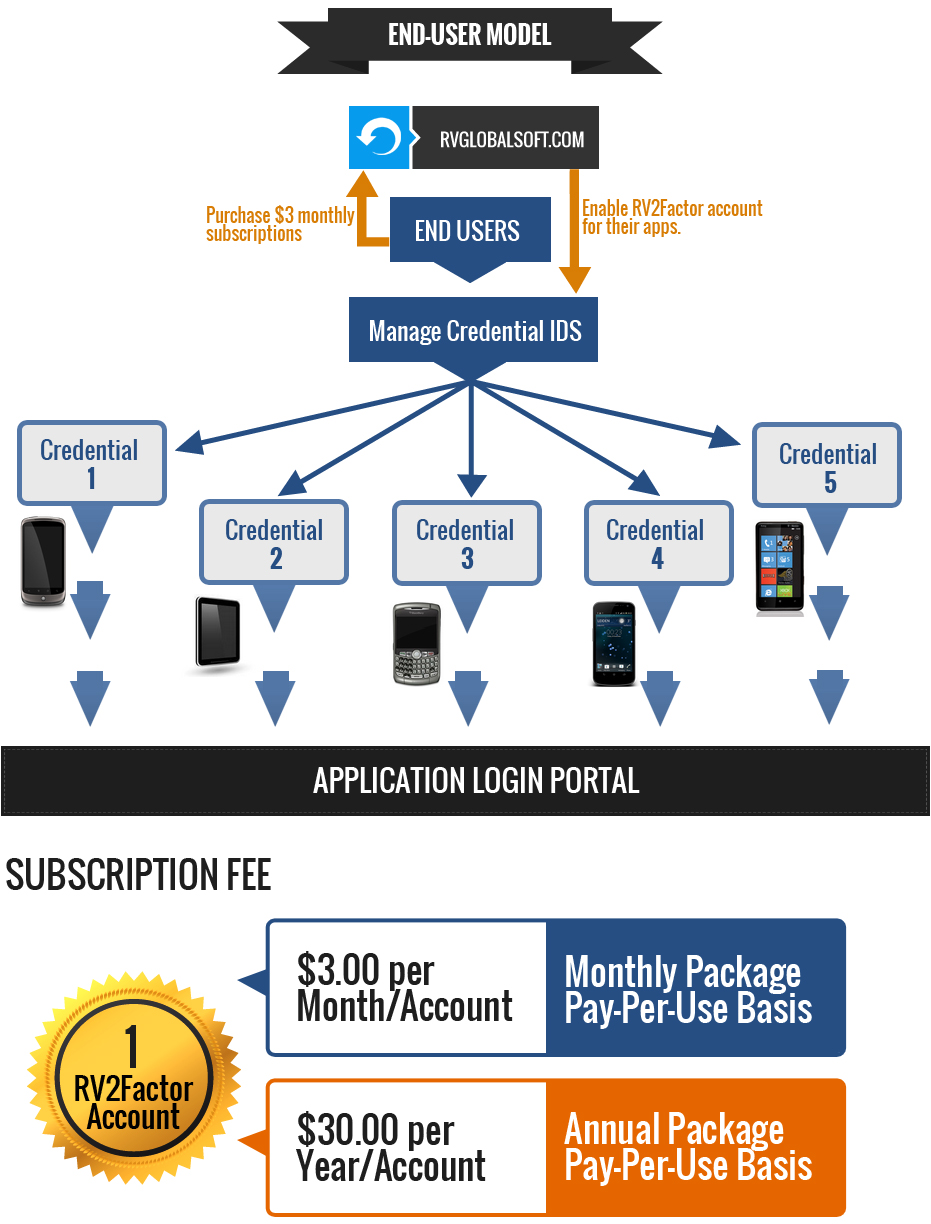 END-USER MODEL
RVGLOBALSOFT.COM
Purchase $3 monthly
subscriptions
END USERS
Enable RV2Factor account
for their apps.
Manage Credential IDS
Credential
1
Credential
2
Credential
3
Credential
4
Credential
5
APPLICATION LOGIN PORTAL
SUBSCRIPTION FEE
1
RV2Factor
Account
$3.00 per
Month/Account
Monthly Package
Pay-Per-Use Basis
$30.00 per
Year/Account
Annual Package
Pay-Per-Use Basis